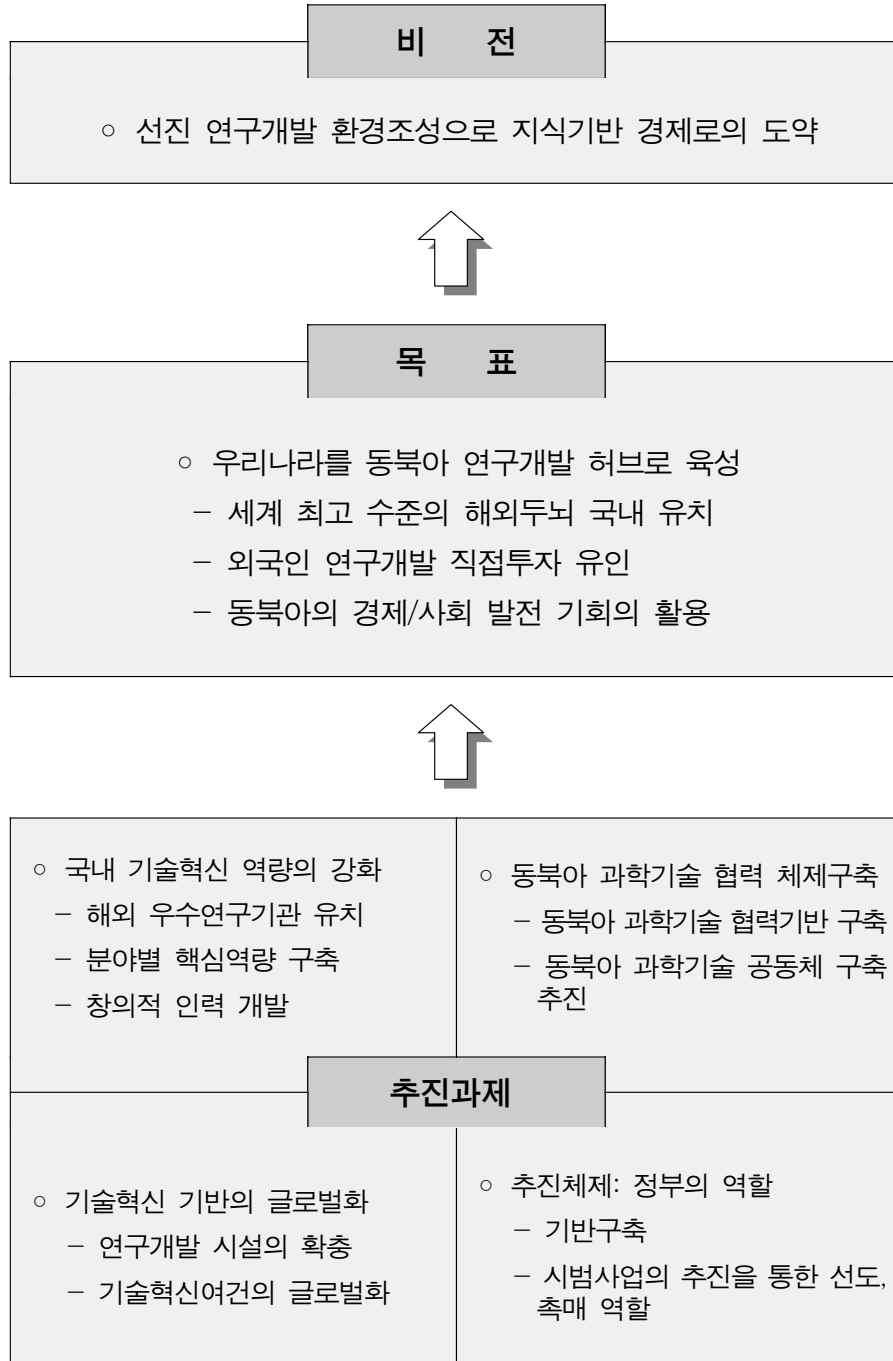 비 전
○ 선진 연구개발 환경조성으로 지식기반 경제로의 도약
목 표
○ 우리나라를 동북아 연구개발 허브로 육성
– 세계 최고 수준의 해외두뇌 국내 유치
– 외국인 연구개발 직접투자 유인
– 동북아의 경제/사회 발전 기회의 활용
○ 국내 기술혁신 역량의 강화
– 해외 우수연구기관 유치
– 분야별 핵심역량 구축
– 창의적 인력 개발
○ 동북아 과학기술 협력 체제구축
– 동북아 과학기술 협력기반 구축
– 동북아 과학기술 공동체 구축
추진
추진과제
○ 기술혁신 기반의 글로벌화
– 연구개발 시설의 확충
– 기술혁신여건의 글로벌화
○ 추진체제: 정부의 역할
– 기반구축
– 시범사업의 추진을 통한 선도,
촉매 역할